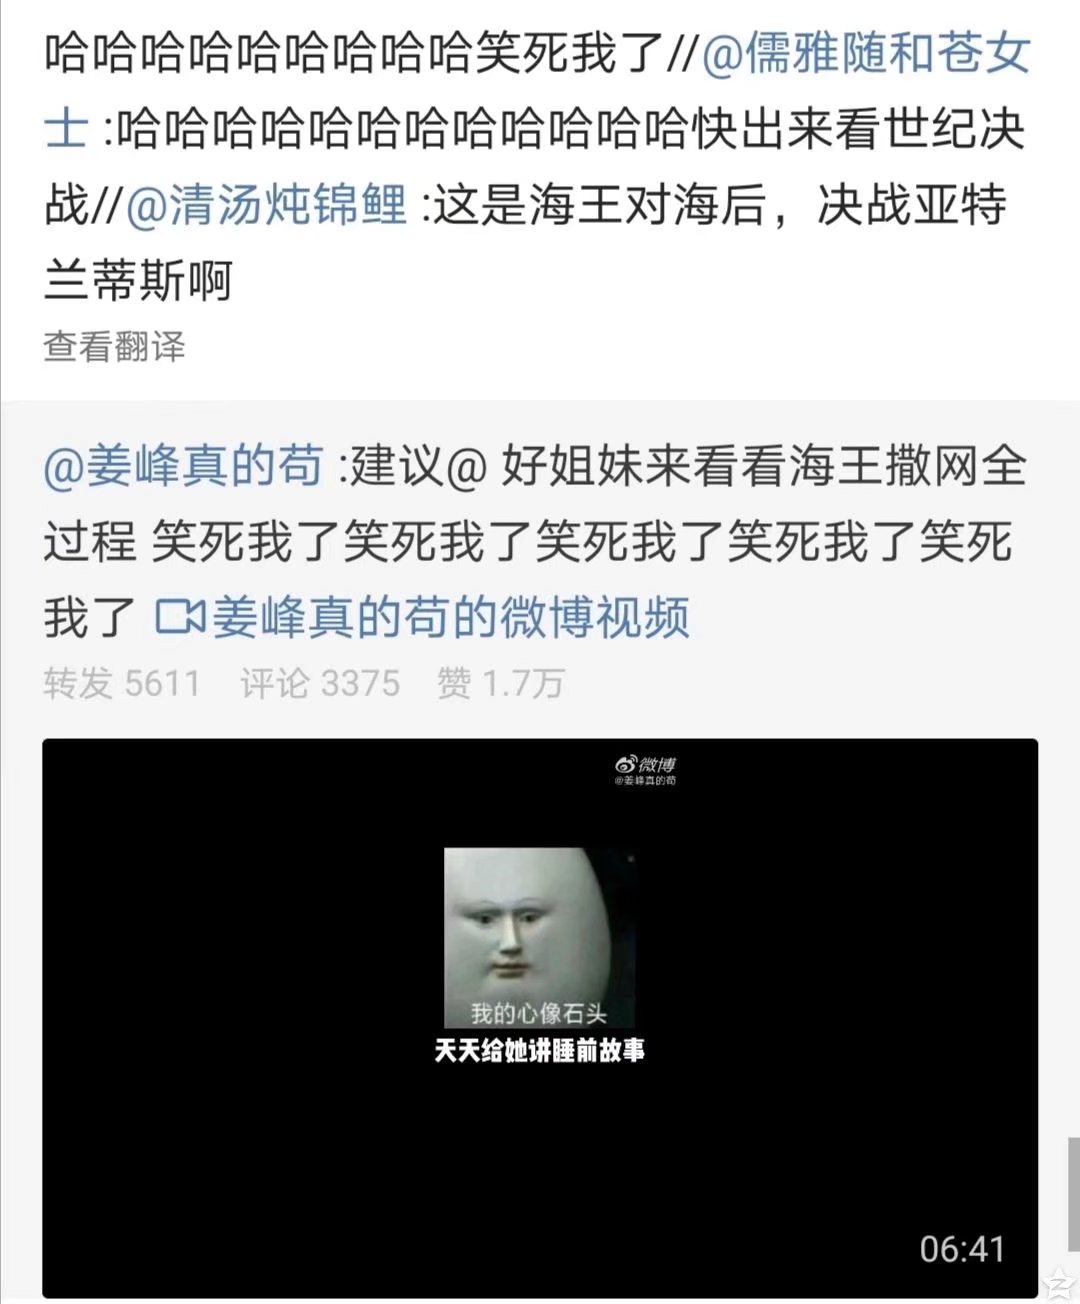 哈哈哈哈哈哈哈哈哈笑死我了//@儒雅随和苍女
士 :哈哈哈哈哈哈哈哈哈哈哈哈快出来看世纪决
战//@清汤炖锦鲤 :这是海王对海后，决战亚特
兰蒂斯啊
查看翻译
@姜峰真的苟 :建议@ 好姐妹来看看海王撒网全
过程 笑死我了笑死我了笑死我了笑死我了笑死
我了 姜峰真的苟的微博视频
转发 5611 评论 3375 赞 1.7万
微博
@姜峰真的苟
我的心像石头
天天给她讲睡前故事
06:41